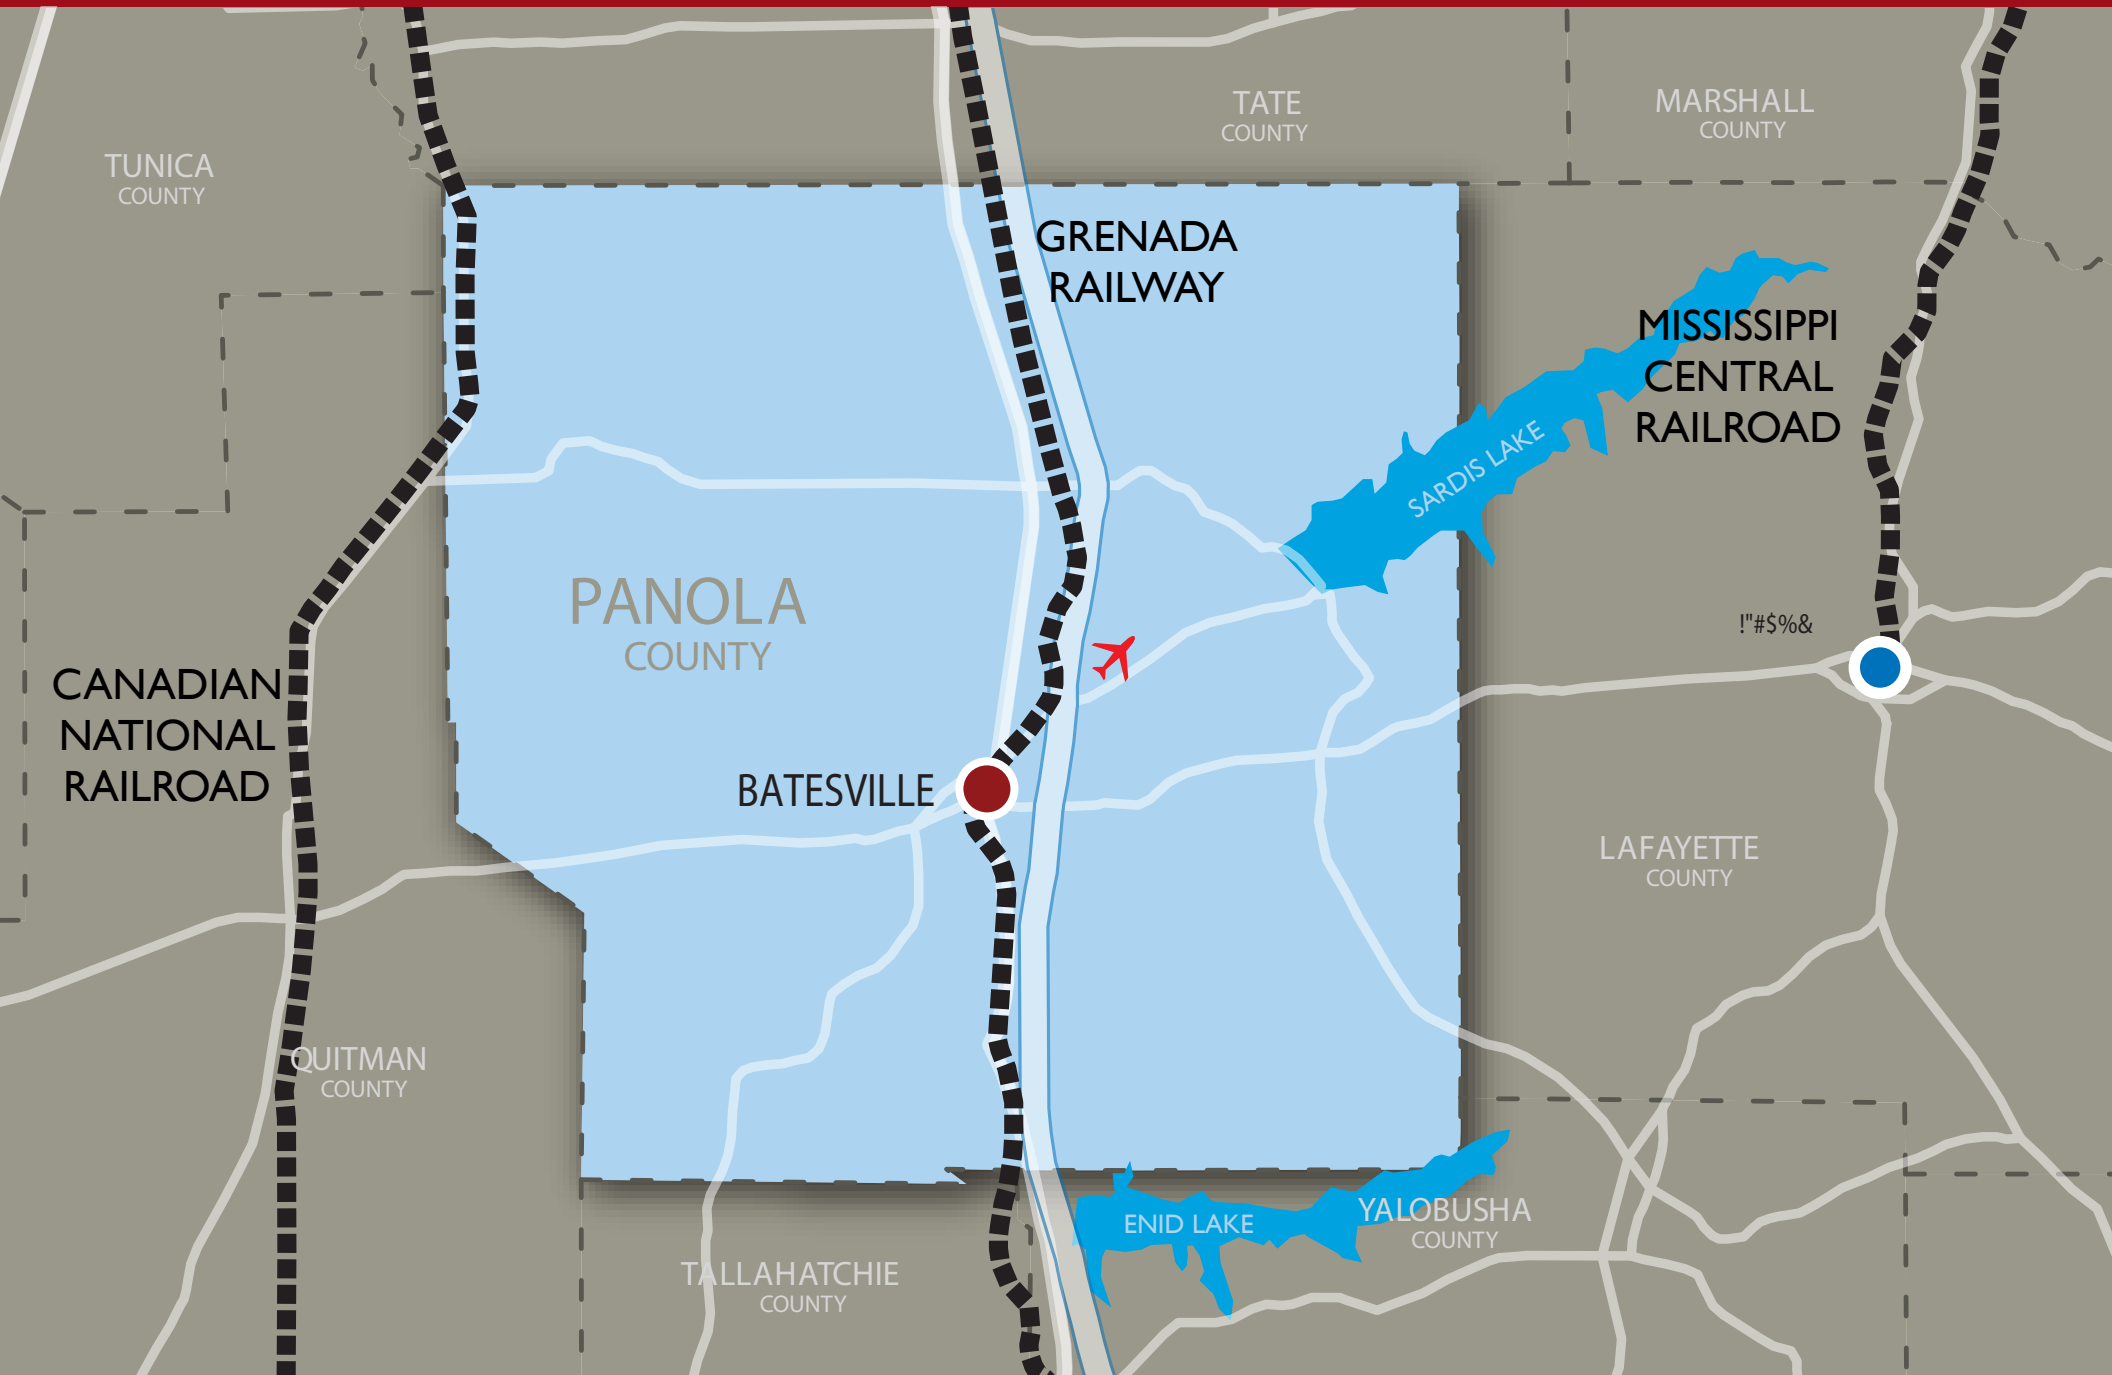 TATE
COUNTY
MARSHALL
COUNTY
TUNICA
COUNTY
GRENADA
RAILWAY
MISSISSIPPI
CENTRAL
RAILROAD
SARDIS LAKE
PANOLA
COUNTY
!"#$%&
CANADIAN
NATIONAL
RAILROAD
BATESVILLE
LAFAYETTE
COUNTY
QUITMAN
COUNTY
ENID LAKE
YALOBUSHA
COUNTY
TALLAHATCHIE
COUNTY